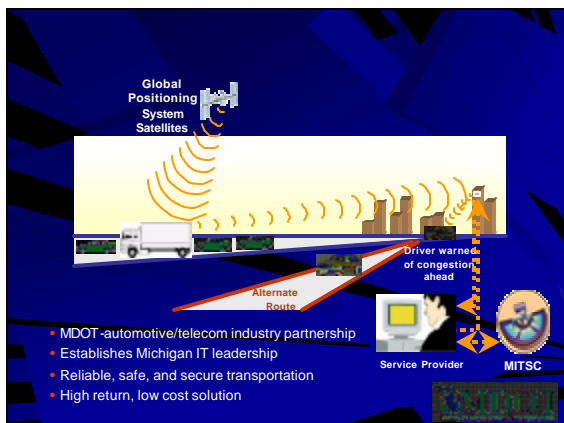 Global
Positioning
System
Satellites
Driver warned
of congestion
ahead
Alternate
Route
• MDOT-automotive/telecom industry partnership
• Establishes Michigan IT leadership
• Reliable, safe, and secure transportation
• High return, low cost solution
Service Provider
MITSC